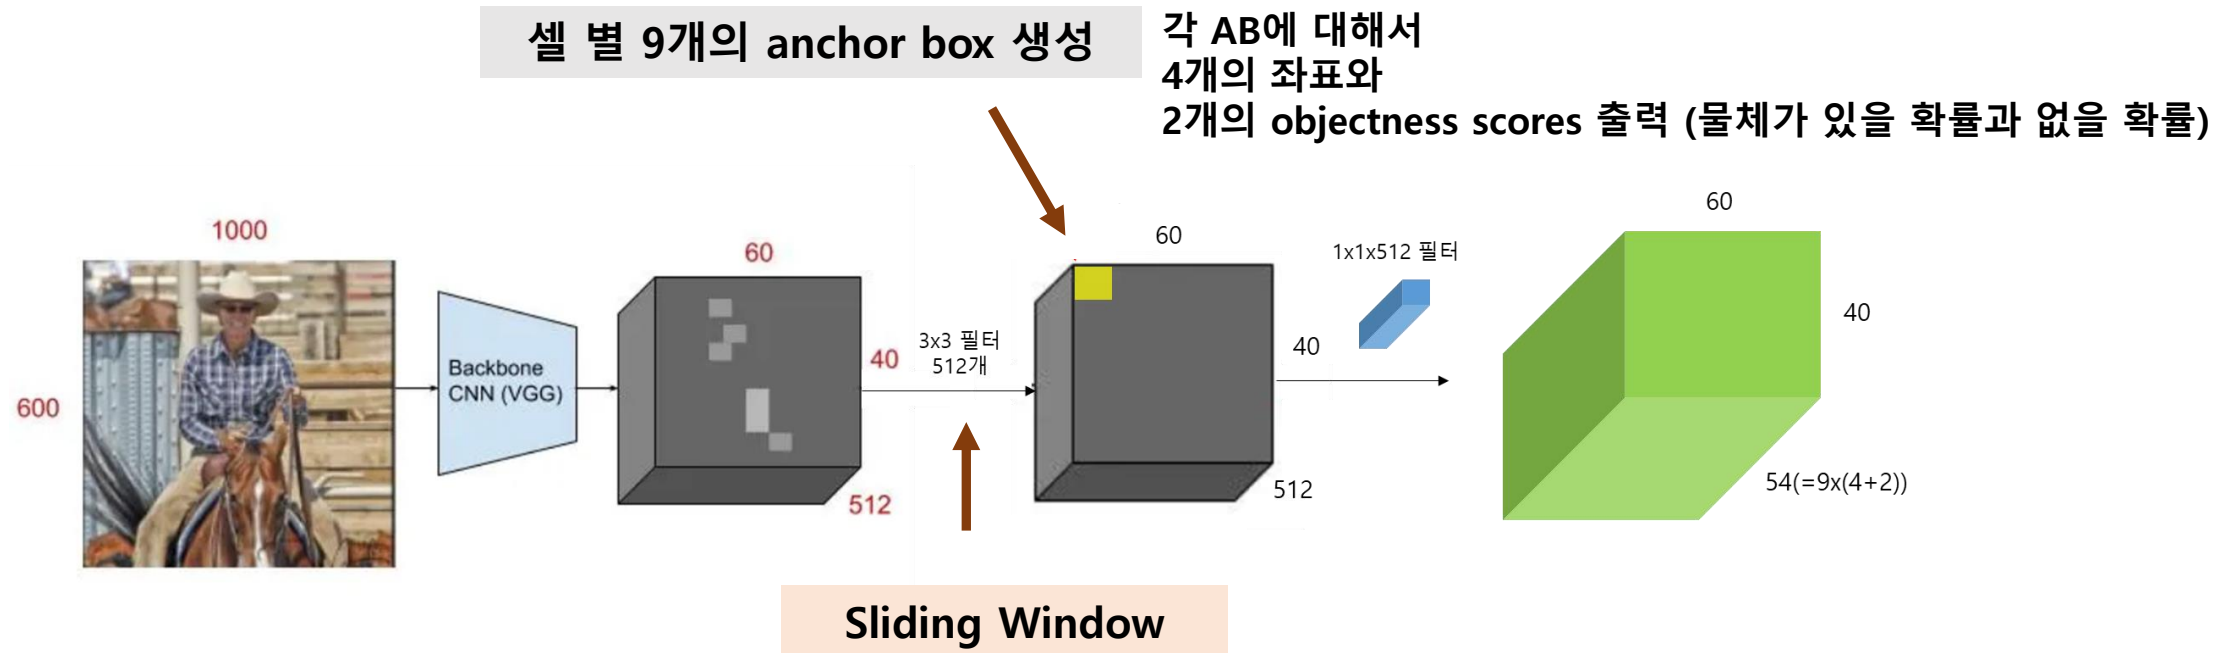 셀 별 9개의 anchor box 생성
각 AB에 대해서
4개의 좌표와
2개의 objectness scores 출력 (물체가 있을 확률과 없을 확률)
1000
600
Backbone
CNN (VGG)
60
40
512
3x3 필터
512개
Sliding Window
60
40
512
1x1x512 필터
60
40
54(=9x(4+2))